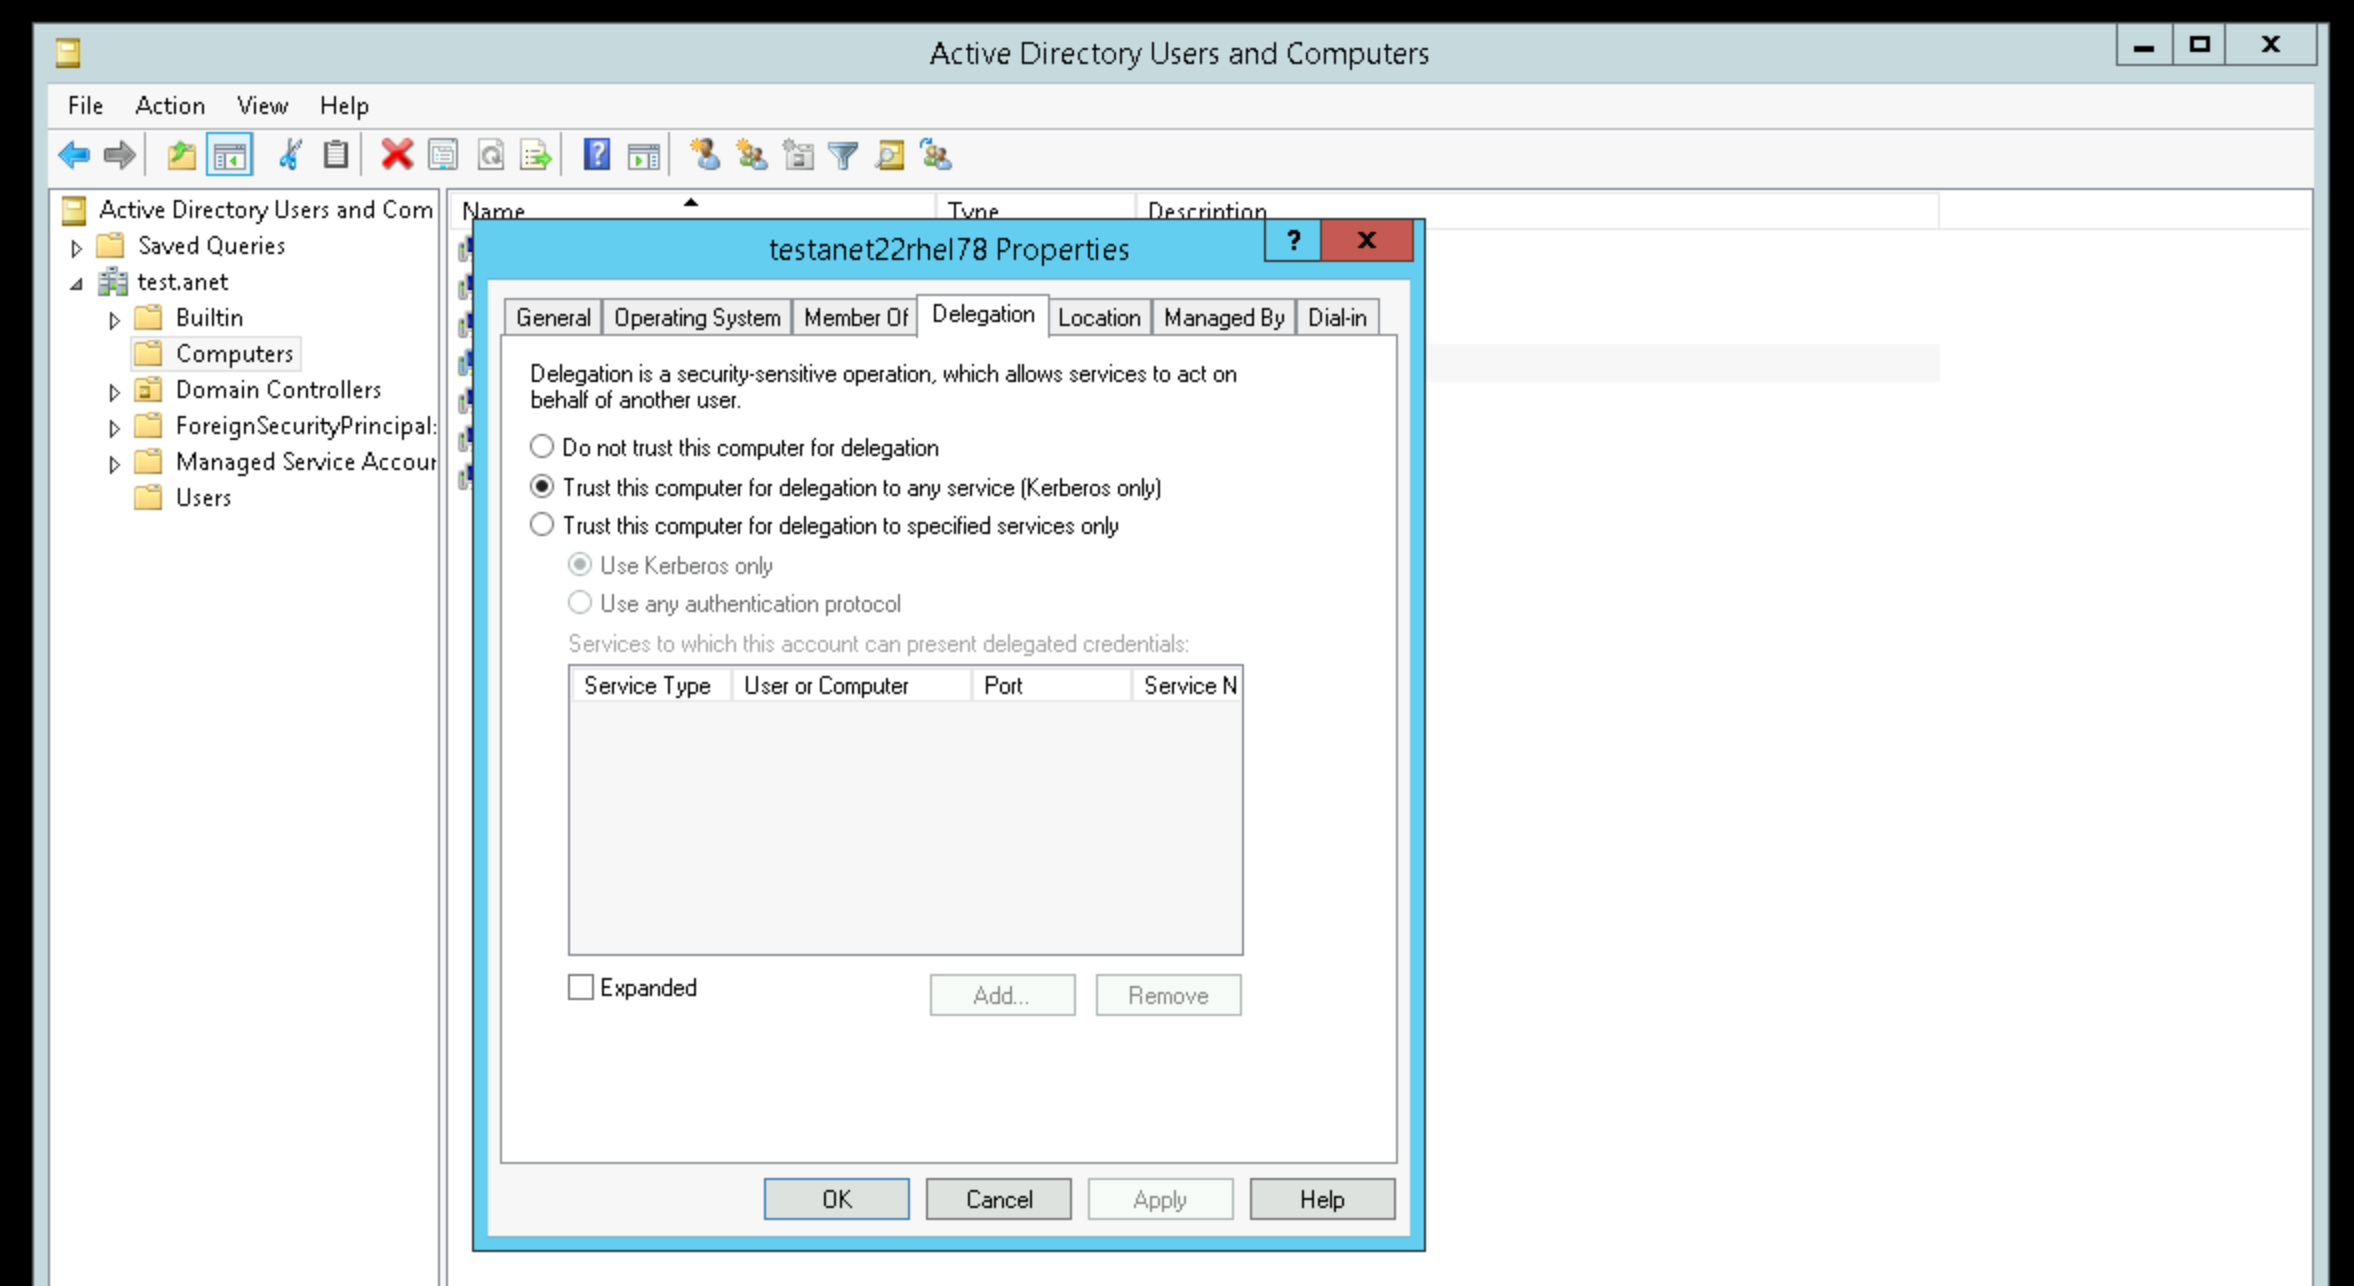 Active Directory Users and Computers
File Action View Help
Active Directory Users and Com
Saved Queries
test.anet
Builtin
Computers
Domain Controllers
ForeignSecurityPrincipal:
Managed Service Accour
Users
Name Type Description
testanet22rhel78 Properties
General Operating System Member Of Delegation Location Managed By Dial-in
Delegation is a security-sensitive operation, which allows services to act on
behalf of another user.
Do not trust this computer for delegation
Trust this computer for delegation to any service (Kerberos only)
Trust this computer for delegation to specified services only
Use Kerberos only
Use any authentication protocol
Services to which this account can present delegated credentials:
Service Type User or Computer Port Service N
Expanded Add... Remove
OK Cancel Apply Help